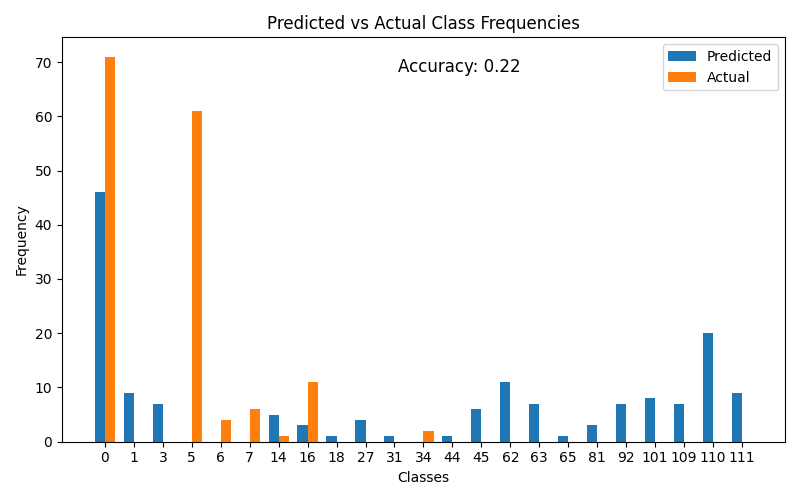 Predicted vs Actual Class Frequencies
Accuracy: 0.22
Predicted
Actual
Frequency
70
60
50
40
30
20
10
0
0 1 3 5 6 7 14 16 18 27 31 34 44 45 62 63 65 81 92 101 109 110 111
Classes